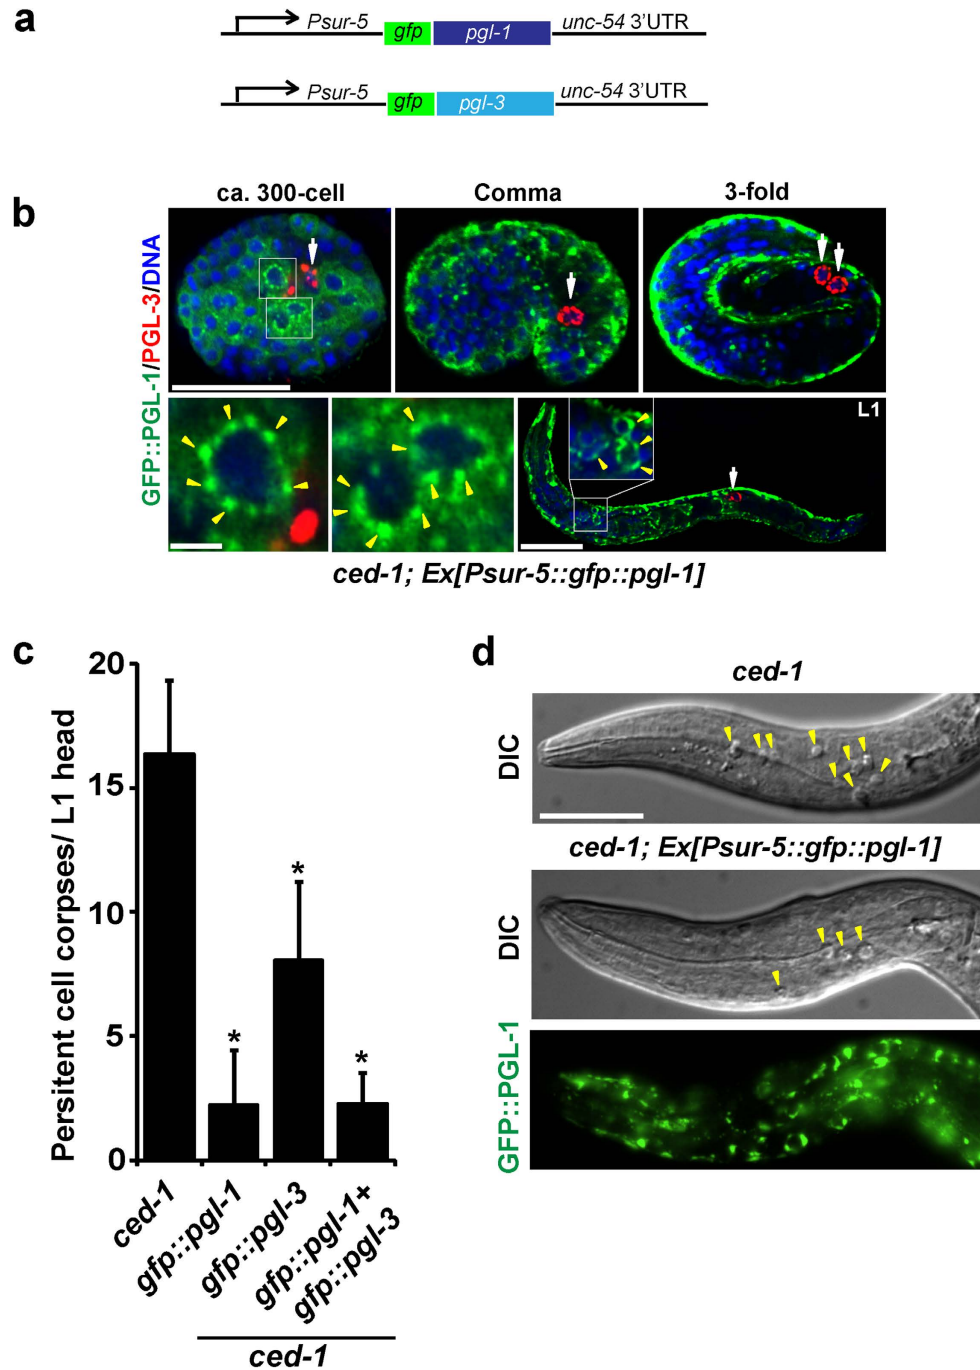 a
Psur-5 gfp pgl-1 unc-54 3'UTR
Psur-5 gfp pgl-3 unc-54 3'UTR
b
ca. 300-cell Comma 3-fold
GFP::PGL-1/PGL-3/DNA
L1
ced-1; Ex[Psur-5::gfp::pgl-1]
c
Persitent cell corpses/ L1 head
20
15
10
5
0
*
*
*
ced-1
gfp::pgl-1
gfp::pgl-3
gfp::pgl-1+
gfp::pgl-3
ced-1
d
ced-1
DIC
ced-1; Ex[Psur-5::gfp::pgl-1]
DIC
GFP::PGL-1